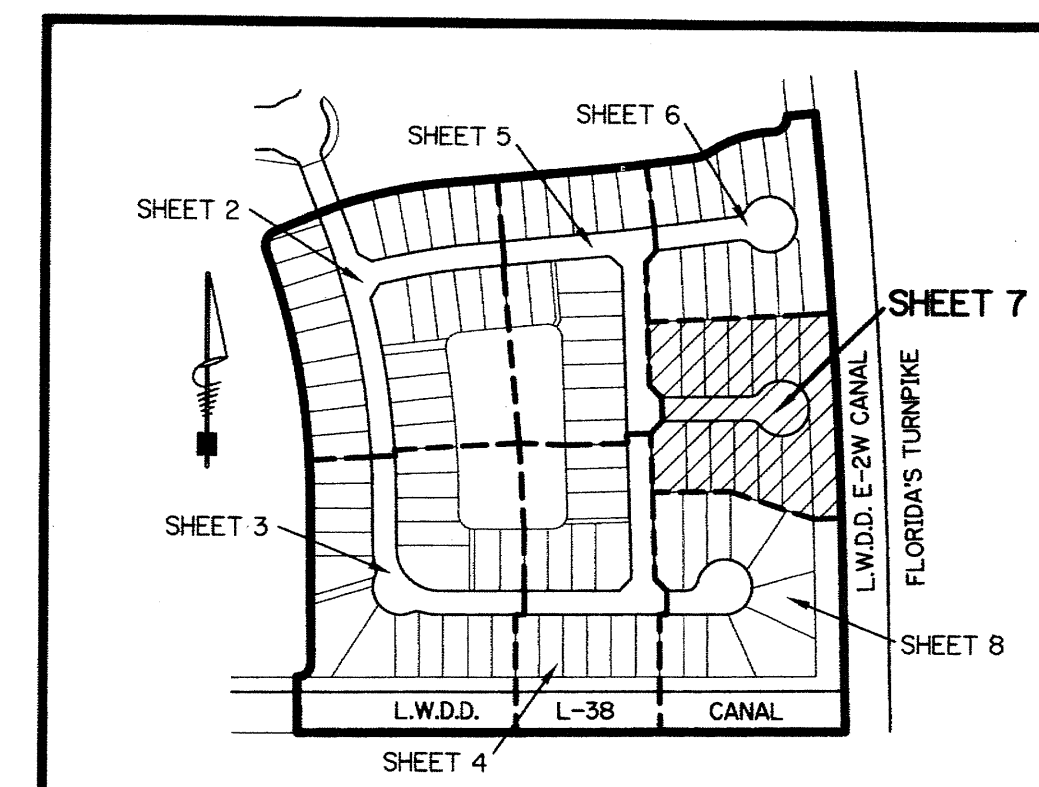 SHEET 6
SHEET 5
SHEET 2
SHEET 7
L.W.D.D. E-2W CANAL
FLORIDA'S TURNPIKE
SHEET 3
SHEET 8
L.W.D.D. L-38 CANAL
SHEET 4